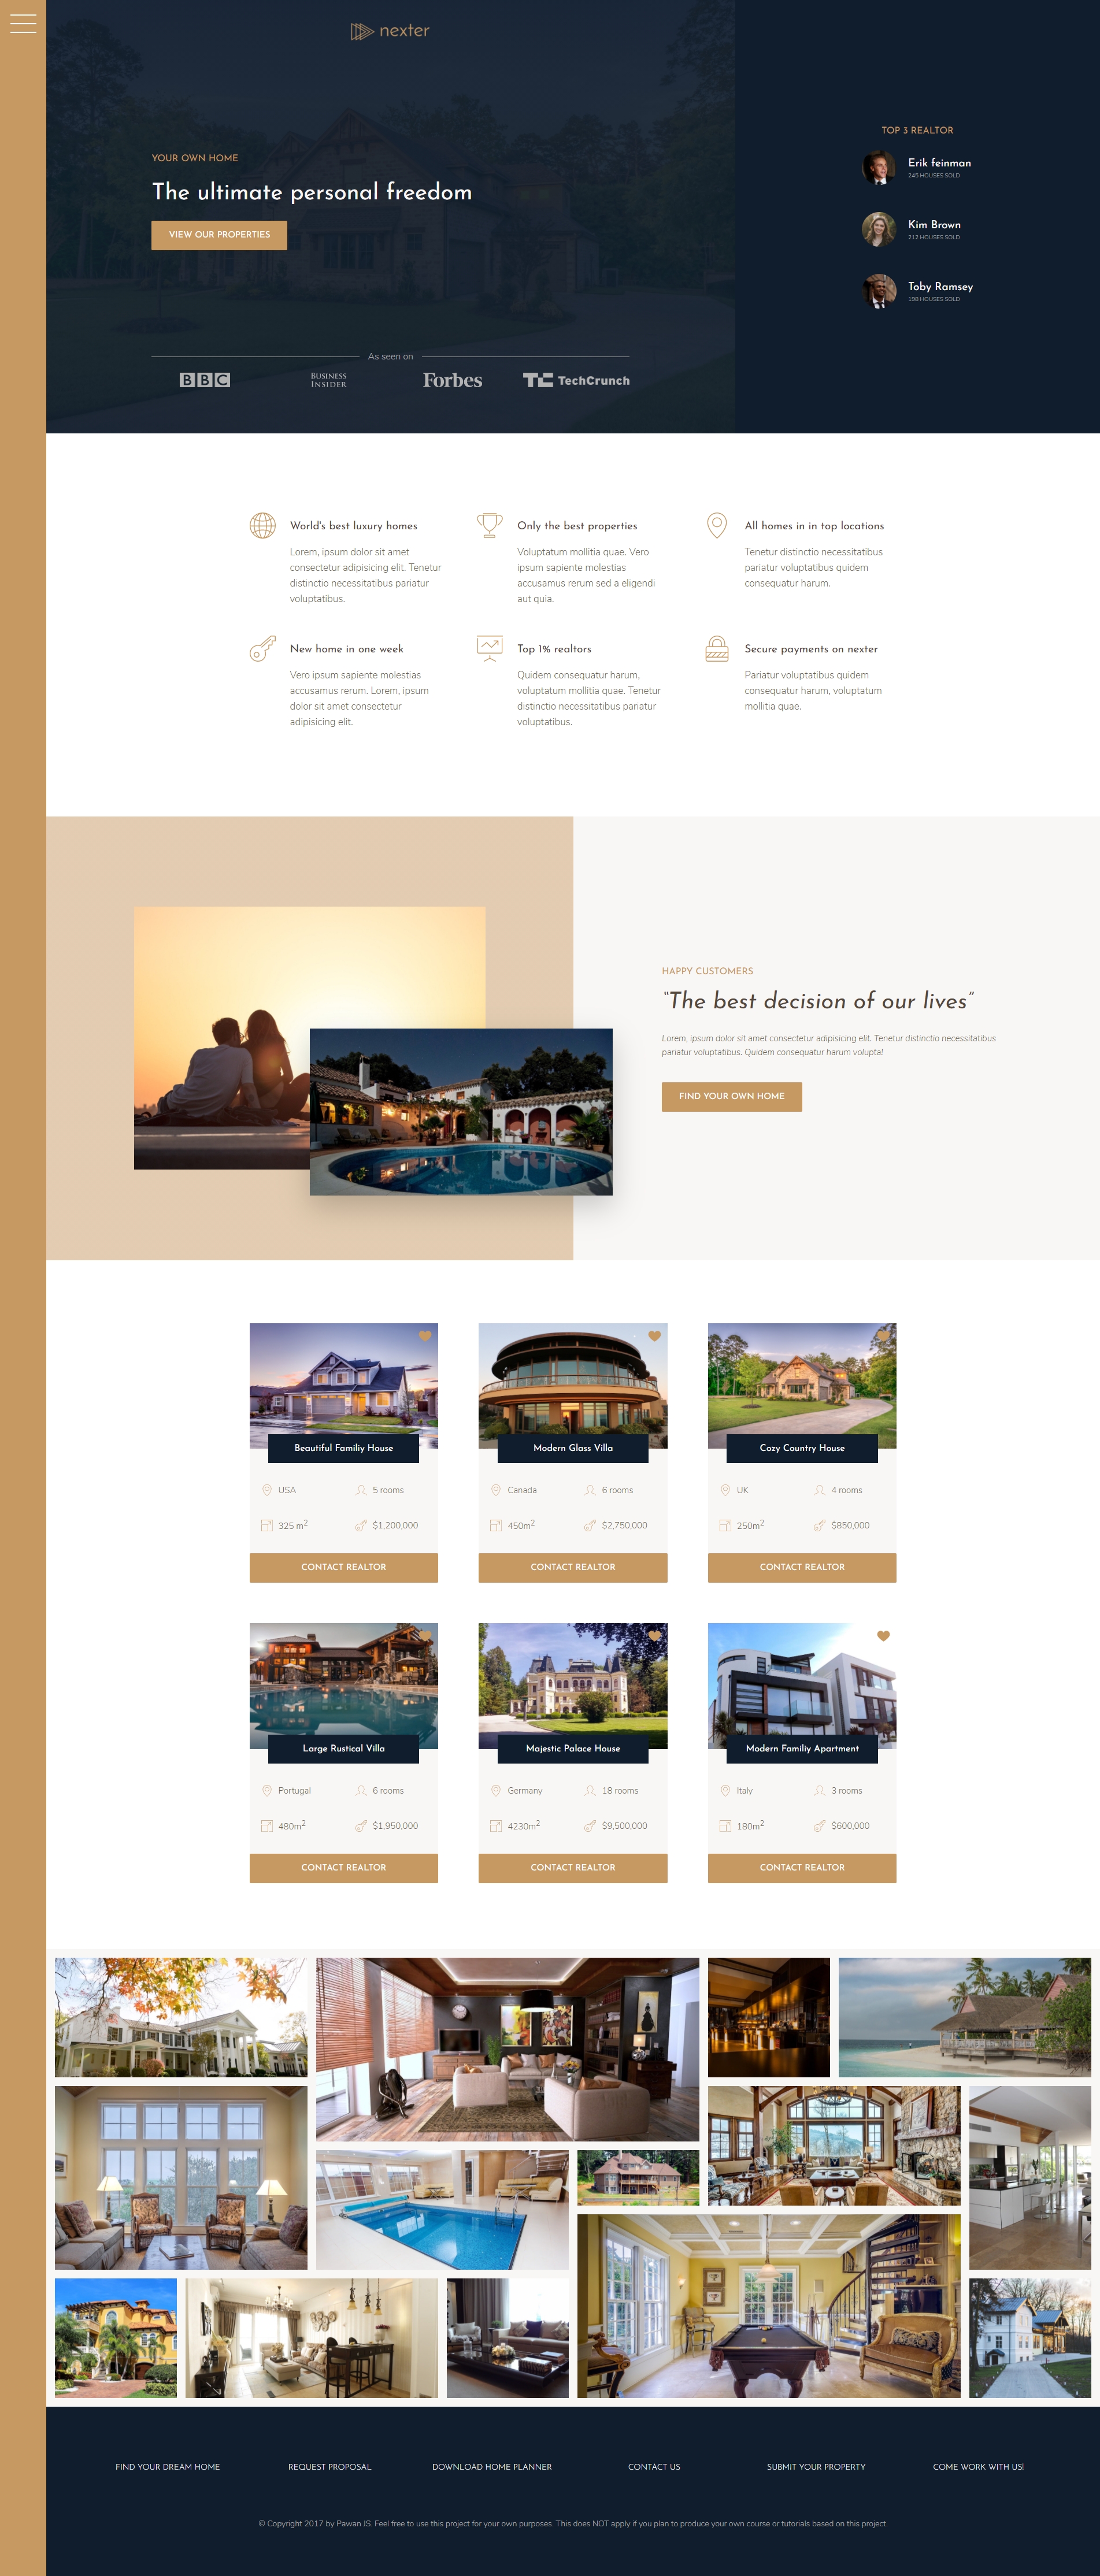 nexter
YOUR OWN HOME
The ultimate personal freedom
VIEW OUR PROPERTIES
As seen on
BBC
BUSINESS
INSIDER
Forbes
TC TechCrunch
TOP 3 REALTOR
Erik feinman
245 HOUSES SOLD
Kim Brown
212 HOUSES SOLD
Toby Ramsey
198 HOUSES SOLD
World's best luxury homes
Lorem, ipsum dolor sit amet
consectetur adipisicing elit. Tenetur
distinctio necessitatibus pariatur
voluptatibus.
Only the best properties
Voluptatum mollitia quae. Vero
ipsum sapiente molestias
accusamus rerum sed a eligendi
aut quia.
All homes in in top locations
Tenetur distinctio necessitatibus
pariatur voluptatibus quidem
consequatur harum.
New home in one week
Vero ipsum sapiente molestias
accusamus rerum. Lorem, ipsum
dolor sit amet consectetur
adipisicing elit.
Top 1% realtors
Quidem consequatur harum,
voluptatum mollitia quae. Tenetur
distinctio necessitatibus pariatur
voluptatibus.
Secure payments on nexter
Pariatur voluptatibus quidem
consequatur harum, voluptatum
mollitia quae.
HAPPY CUSTOMERS
“The best decision of our lives”
Lorem, ipsum dolor sit amet consectetur adipisicing elit. Tenetur distinctio necessitatibus
pariatur voluptatibus. Quidem consequatur harum volupta!
FIND YOUR OWN HOME
Beautiful Familiy House
USA
5 rooms
325 m2
$1,200,000
CONTACT REALTOR
Modern Glass Villa
Canada
6 rooms
450m2
$2,750,000
CONTACT REALTOR
Cozy Country House
UK
4 rooms
250m2
$850,000
CONTACT REALTOR
Large Rustical Villa
Portugal
6 rooms
480m2
$1,950,000
CONTACT REALTOR
Majestic Palace House
Germany
18 rooms
4230m2
$9,500,000
CONTACT REALTOR
Modern Familiy Apartment
Italy
3 rooms
180m2
$600,000
CONTACT REALTOR
FIND YOUR DREAM HOME
REQUEST PROPOSAL
DOWNLOAD HOME PLANNER
CONTACT US
SUBMIT YOUR PROPERTY
COME WORK WITH US!
© Copyright 2017 by Pawan JS. Feel free to use this project for your own purposes. This does NOT apply if you plan to produce your own course or tutorials based on this project.